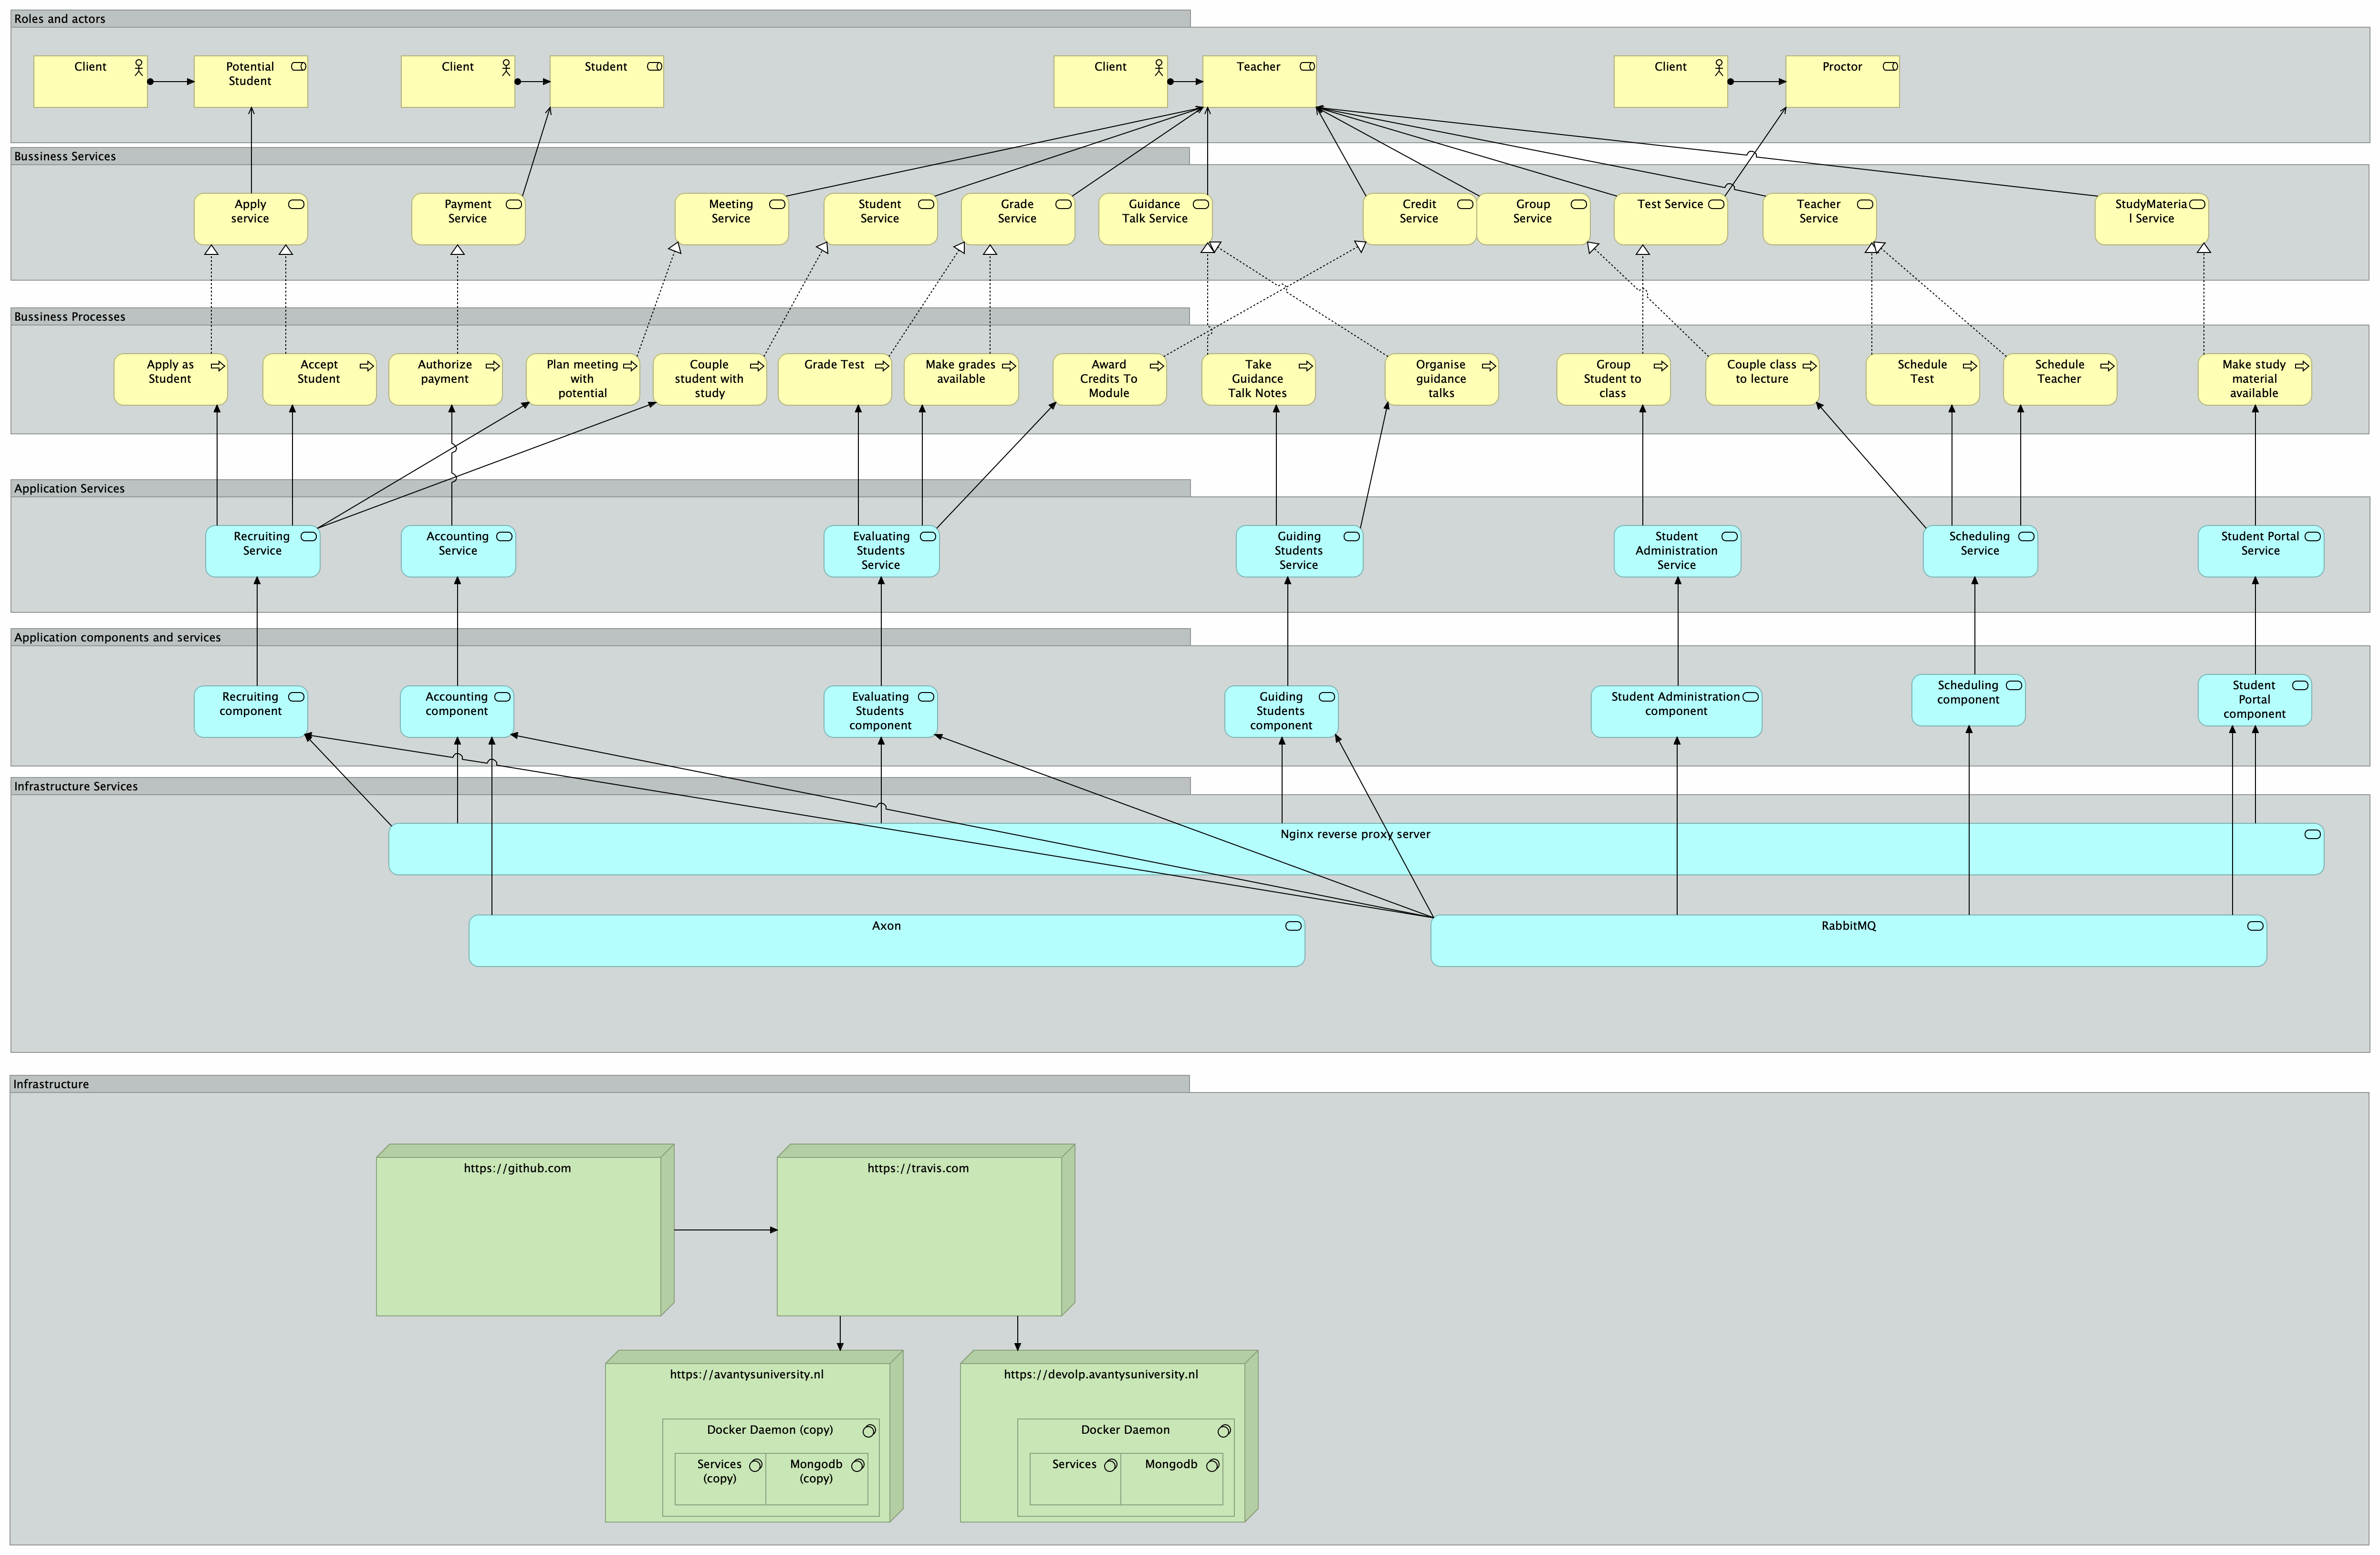 Roles and actors
Client
Potential
Student
Client
Student
Client
Teacher
Client
Proctor
Bussiness Services
Apply
service
Payment
Service
Meeting
Service
Student
Service
Grade
Service
Guidance
Talk Service
Credit
Service
Group
Service
Test Service
Teacher
Service
StudyMateria
l Service
Bussiness Processes
Apply as
Student
Accept
Student
Authorize
payment
Plan meeting
with
potential
Couple
student with
study
Grade Test
Make grades
available
Award
Credits To
Module
Take
Guidance
Talk Notes
Organise
guidance
talks
Group
Student to
class
Couple class
to lecture
Schedule
Test
Schedule
Teacher
Make study
material
available
Application Services
Recruiting
Service
Accounting
Service
Evaluating
Students
Service
Guiding
Students
Service
Student
Administration
Service
Scheduling
Service
Student Portal
Service
Application components and services
Recruiting
component
Accounting
component
Evaluating
Students
component
Guiding
Students
component
Student Administration
component
Scheduling
component
Student
Portal
component
Infrastructure Services
Nginx reverse proxy server
Axon
RabbitMQ
Infrastructure
https://github.com
https://travis.com
https://avantysuniversity.nl
Docker Daemon (copy)
Services
(copy)
Mongodb
(copy)
https://devolp.avantysuniversity.nl
Docker Daemon
Services
Mongodb